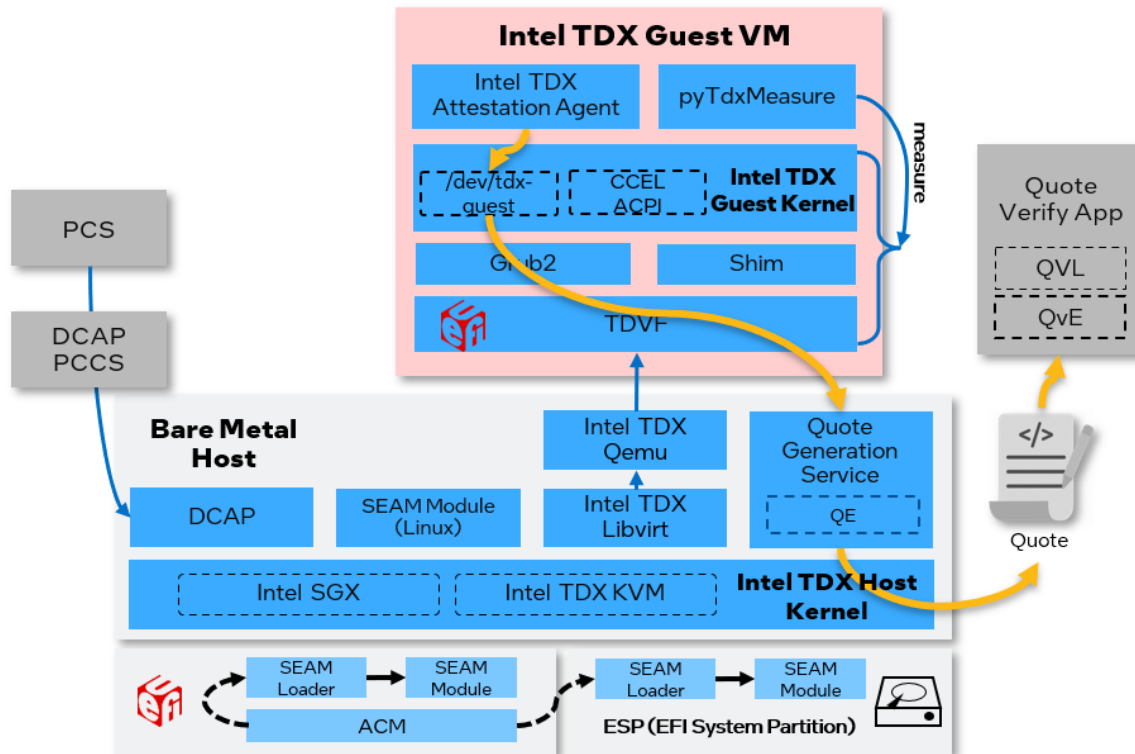 Intel TDX Guest VM
Intel TDX
Attestation Agent
pyTdxMeasure
measure
/dev/tdx-
guest
CCEL
ACPI
Intel TDX
Guest Kernel
Grub2
Shim
UEFI
TDVF
PCS
DCAP
PCCS
Quote
Verify App
QVL
QvE
Bare Metal
Host
Intel TDX
Qemu
Quote
Generation
Service
QE
DCAP
SEAM Module
(Linux)
Intel TDX
Libvirt
</>
Quote
Intel SGX
Intel TDX KVM
Intel TDX Host
Kernel
UEFI
SEAM
Loader
SEAM
Module
ACM
SEAM
Loader
SEAM
Module
ESP (EFI System Partition)